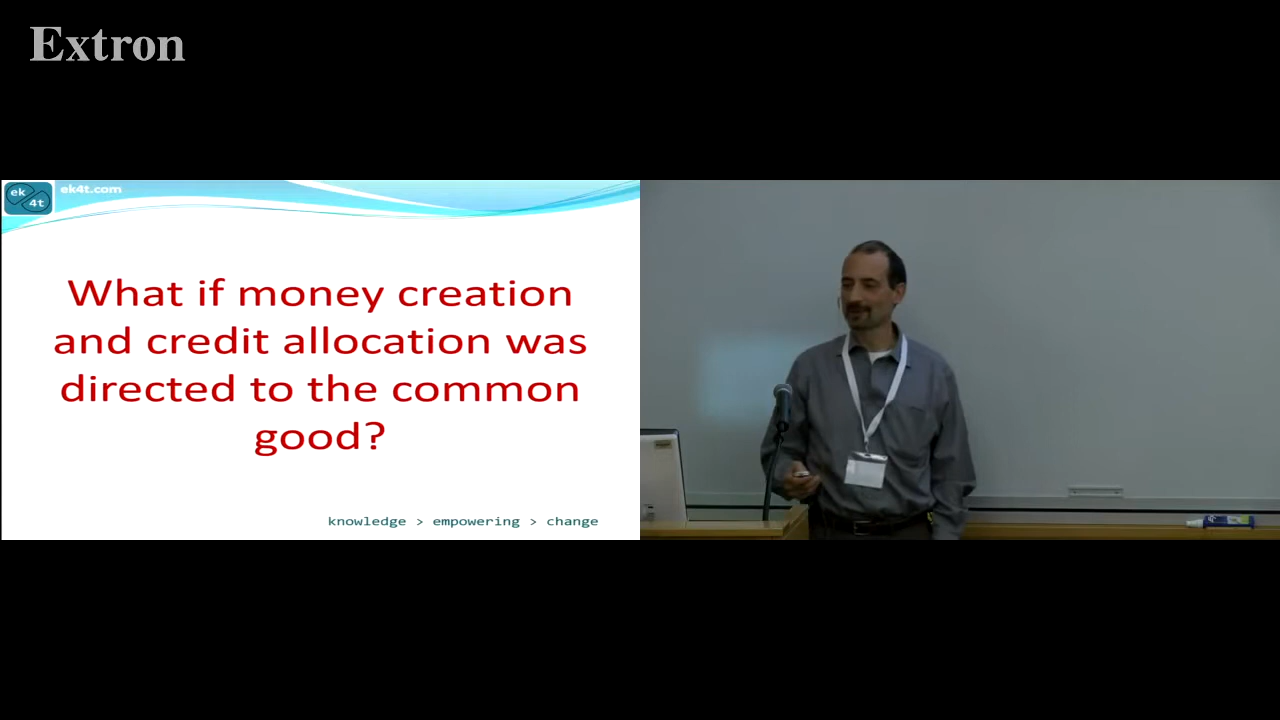 Extron
ek
4t
ek4t.com
What if money creation
and credit allocation was
directed to the common
good?
knowledge > empowering > change